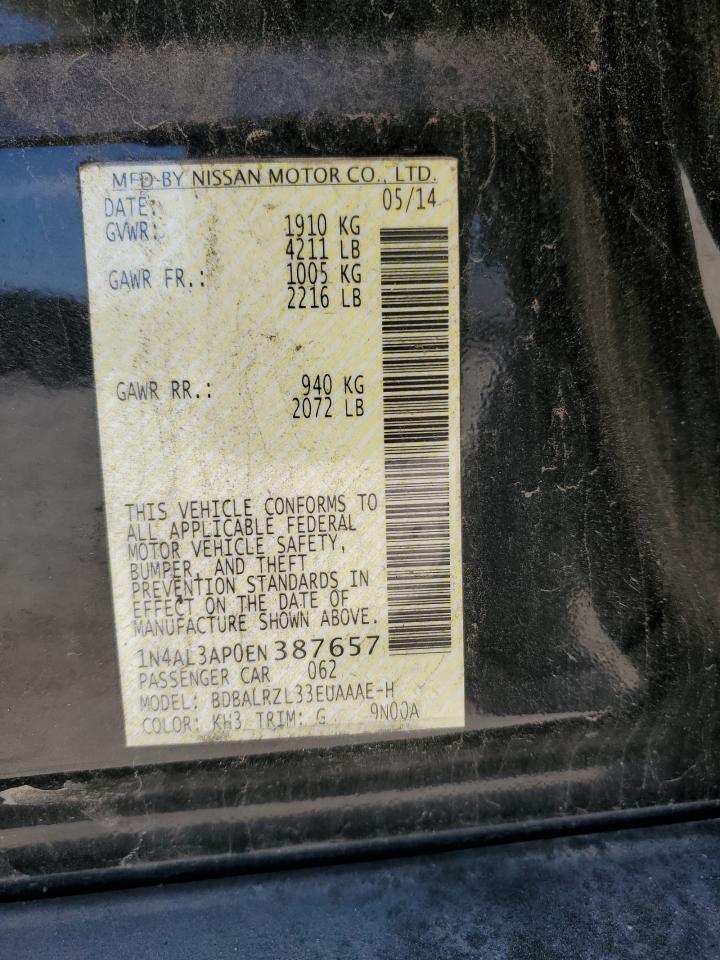 MFD BY NISSAN MOTOR CO., LTD.
DATE: 05/14
GVWR: 1910 KG
4211 LB
GAWR FR.: 1005 KG
2216 LB
GAWR RR.: 940 KG
2072 LB
THIS VEHICLE CONFORMS TO
ALL APPLICABLE FEDERAL
MOTOR VEHICLE SAFETY,
BUMPER, AND THEFT
PREVENTION STANDARDS IN
EFFECT ON THE DATE OF
MANUFACTURE SHOWN ABOVE.
1N4AL3AP0EN387657
PASSENGER CAR 062
MODEL: BDBALRZL33EUAAAE-H
COLOR: KH3 TRIM: G 9N00A